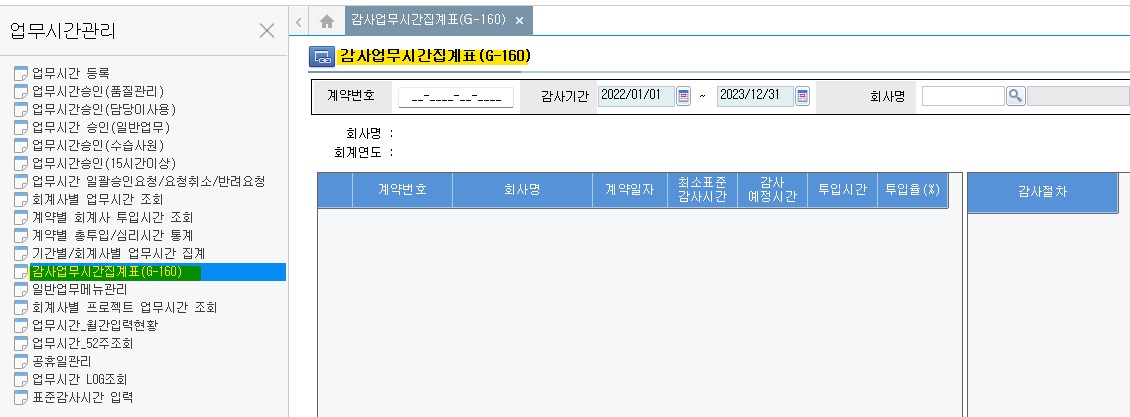 업무시간관리
업무시간 등록
업무시간승인(품질관리)
업무시간승인(담당이사용)
업무시간 승인(일반업무)
업무시간승인(수습사원)
업무시간승인(15시간이상)
업무시간 일괄승인요청/요청취소/반려요청
회계사별 업무시간 조회
계약별 회계사 투입시간 조회
계약별 총투입/심리시간 통계
기간별/회계사별 업무시간 집계
감사업무시간집계표(G-160)
일반업무메뉴관리
회계사별 프로젝트 업무시간 조회
업무시간_월간입력현황
업무시간_52주조회
공휴일관리
업무시간 LOG조회
표준감사시간 입력
감사업무시간집계표(G-160) ×
감사업무시간집계표(G-160)
계약번호 __-____-__-____ 감사기간 2022/01/01 ~ 2023/12/31 회사명
회사명 :
회계연도 :
계약번호 회사명 계약일자 최소표준 감사시간 감사 예정시간 투입시간 투입율(%) 감사절차